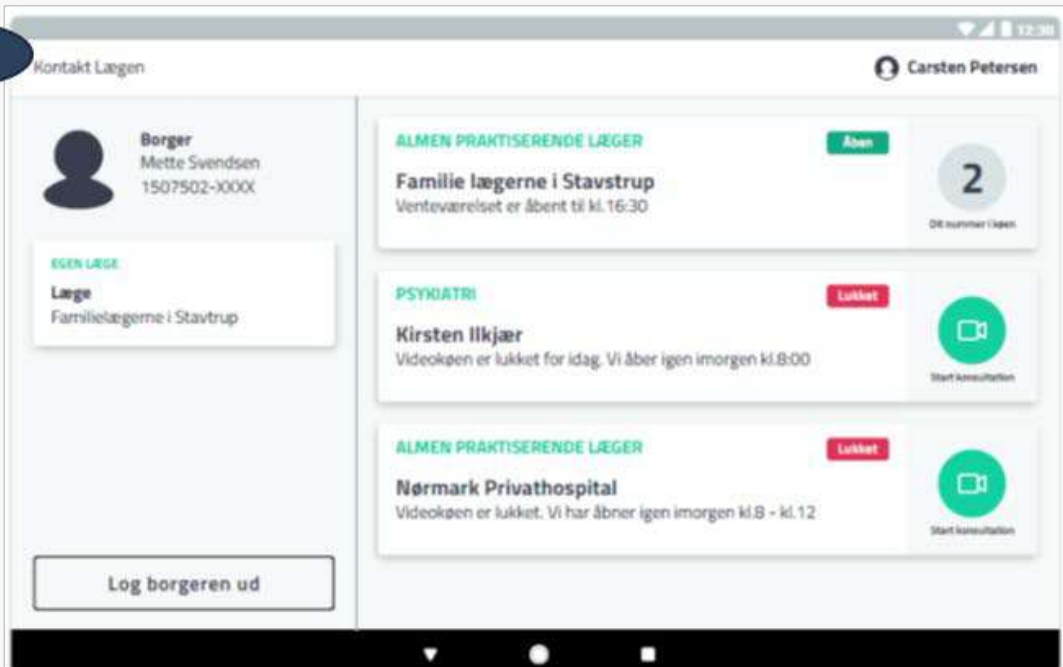 12:30
Kontakt Lægen
Carsten Petersen
Borger
Mette Svendsen
1507502-XXXX
EGEN LÆGE
Læge
Familielægerne i Stavtrup
Log borgeren ud
ALMEN PRAKTISERENDE LÆGER
Åben
Familie lægerne i Stavstrup
Venteværelset er åbent til kl.16:30
2
Dit nummer i køen
PSYKIATRI
Lukket
Kirsten Ilkjær
Videokøen er lukket for idag. Vi åber igen imorgen kl.8:00
Start konsultation
ALMEN PRAKTISERENDE LÆGER
Lukket
Nørmark Privathospital
Videokøen er lukket. Vi har åbner igen imorgen kl.8 - kl.12
Start konsultation